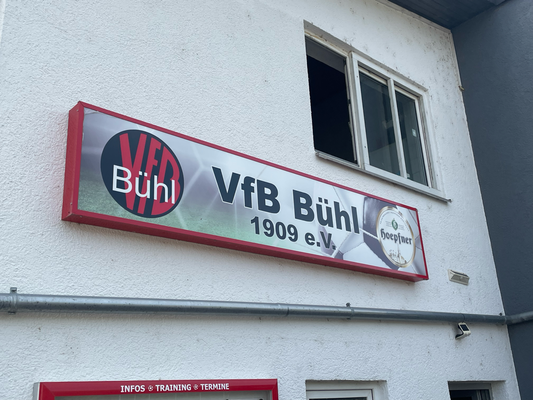 VFB
Bühl
VfB Bühl
1909 e.V.
Hoepfner
INFOS ⚽ TRAINING ⚽ TERMINE